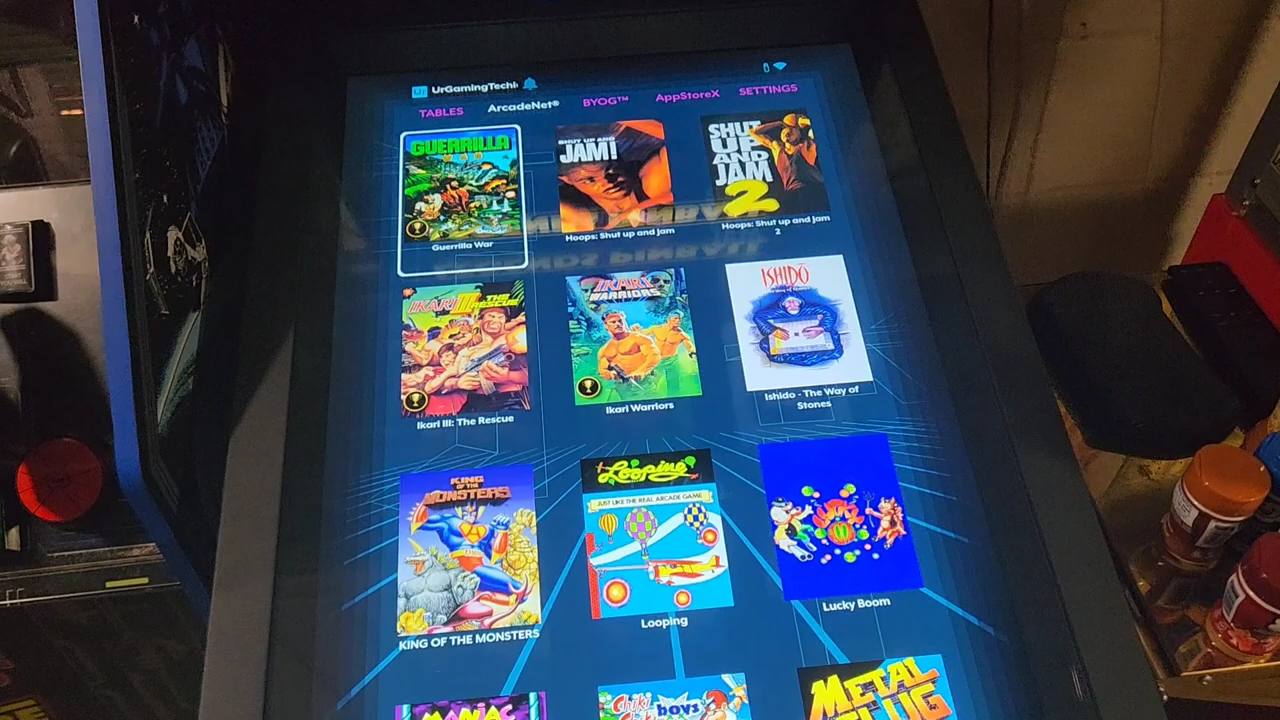 Ur UrGamingTechi
TABLES ArcadeNet® BYOG™ AppStoreX SETTINGS
GUERRILLA
WAR
Guerrilla War
SHUT UP AND
JAM!
Hoops: Shut up and Jam
SHUT
UP
AND
JAM
2
Hoops: Shut up and Jam
2
IKARI III THE
RESCUE
Ikari III: The Rescue
IKARI
WARRIORS
Ikari Warriors
ISHIDŌ
Ishido - The Way of
Stones
KING
OF THE
MONSTERS
KING OF THE MONSTERS
Looping
JUST LIKE THE REAL ARCADE GAME
Looping
Lucky Boom
MANIAC
Chiki
Chiki boys
METAL
SLUG